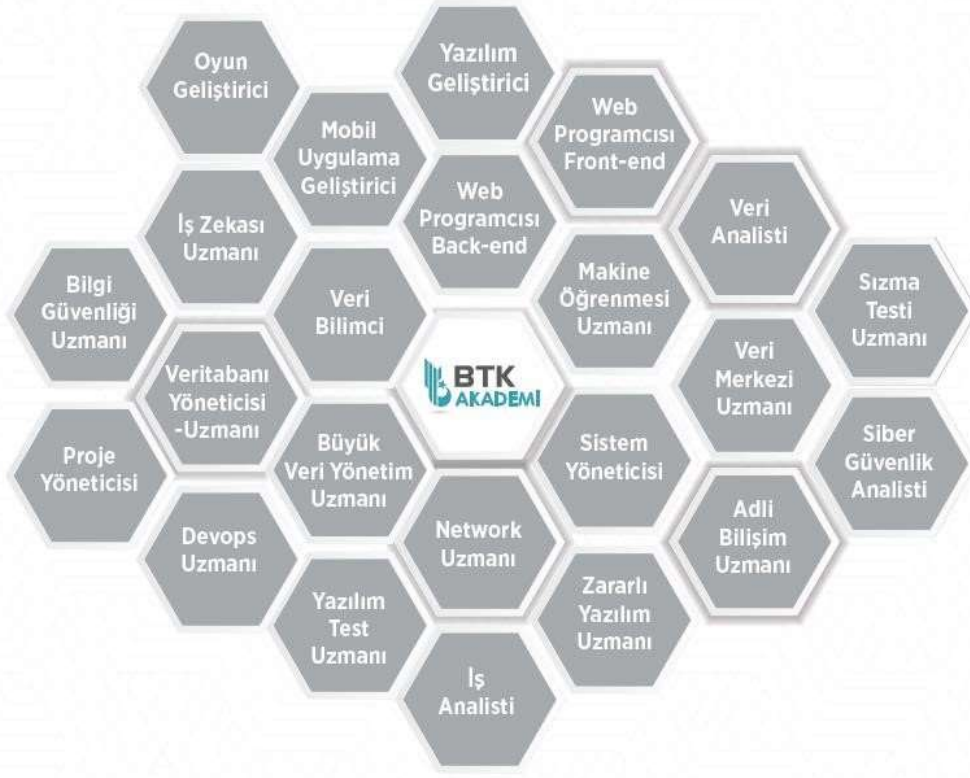 Oyun
Geliştirici
Yazılım
Geliştirici
Mobil
Uygulama
Geliştirici
Web
Programcısı
Front-end
İş Zekası
Uzmanı
Web
Programcısı
Back-end
Veri
Analisti
Bilgi
Güvenliği
Uzmanı
Veri
Bilimci
Makine
Öğrenmesi
Uzmanı
Sızma
Testi
Uzmanı
Veritabanı
Yöneticisi
-Uzmanı
BTK
AKADEMİ
Veri
Merkezi
Uzmanı
Proje
Yöneticisi
Büyük
Veri Yönetim
Uzmanı
Sistem
Yöneticisi
Siber
Güvenlik
Analisti
Devops
Uzmanı
Network
Uzmanı
Adli
Bilişim
Uzmanı
Yazılım
Test
Uzmanı
Zararlı
Yazılım
Uzmanı
İş
Analisti